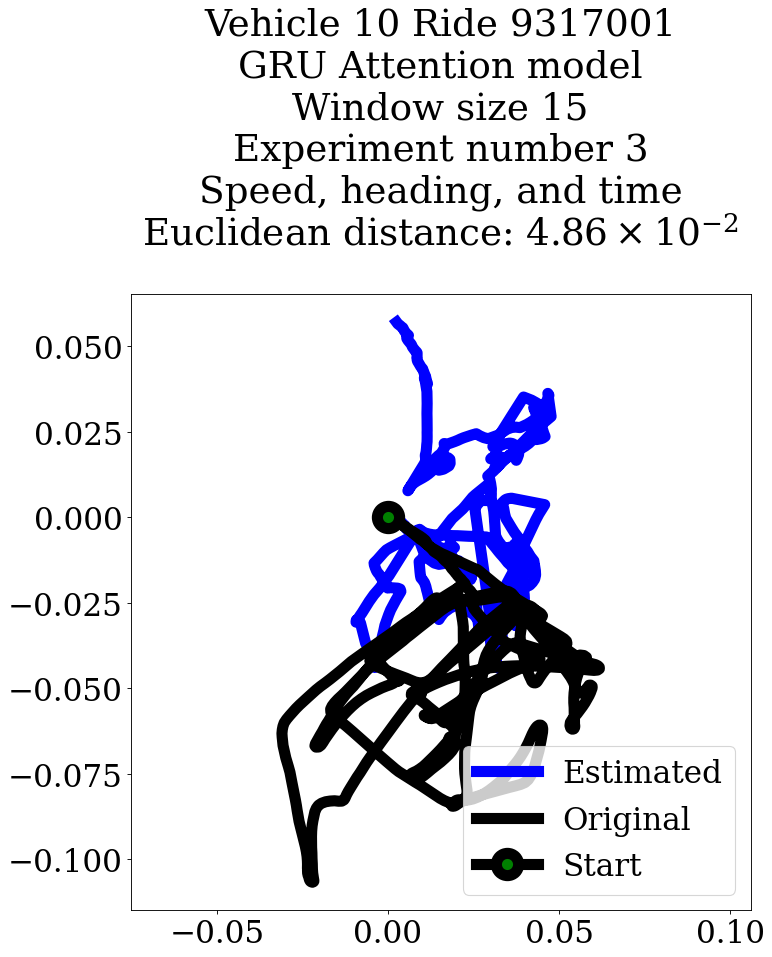 Vehicle 10 Ride 9317001
GRU Attention model
Window size 15
Experiment number 3
Speed, heading, and time
Euclidean distance: 4.86 × 10⁻²
0.050
0.025
0.000
−0.025
−0.050
−0.075
−0.100
−0.05
0.00
0.05
0.10
Estimated
Original
Start